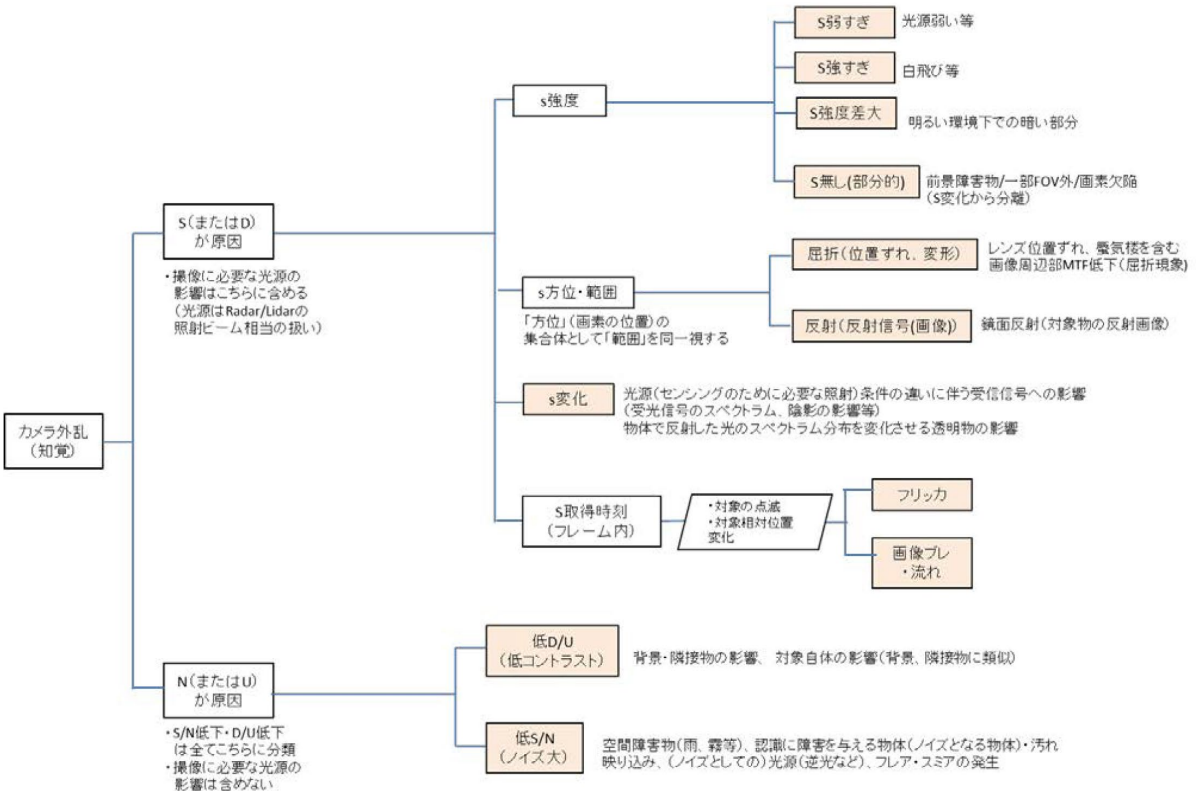 S弱すぎ
光源弱い等
S強すぎ
白飛び等
s強度
S強度差大
明るい環境下での暗い部分
S無し(部分的)
前景障害物/一部FOV外/画素欠陥
(S変化から分離)
S(またはD)
が原因
・撮像に必要な光源の
影響はこちらに含める
(光源はRadar/Lidarの
照射ビーム相当の扱い)
屈折(位置ずれ、変形)
レンズ位置ずれ、蜃気楼を含む
画像周辺部MTF低下(屈折現象)
s方位・範囲
「方位」(画素の位置)の
集合体として「範囲」を同一視する
反射(反射信号(画像))
鏡面反射(対象物の反射画像)
s変化
光源(センシングのために必要な照射)条件の違いに伴う受信信号への影響
(受光信号のスペクトラム、陰影の影響等)
物体で反射した光のスペクトラム分布を変化させる透明物の影響
カメラ外乱
(知覚)
S取得時刻
(フレーム内)
・対象の点滅
・対象相対位置
変化
フリッカ
画像ブレ
・流れ
N(またはU)
が原因
・S/N低下・D/U低下
は全てこちらに分類
・撮像に必要な光源の
影響は含めない
低D/U
(低コントラスト)
背景・隣接物の影響、 対象自体の影響(背景、隣接物に類似)
低S/N
(ノイズ大)
空間障害物(雨、霧等)、認識に障害を与える物体(ノイズとなる物体)・汚れ
映り込み、(ノイズとしての)光源(逆光など)、フレア・スミアの発生